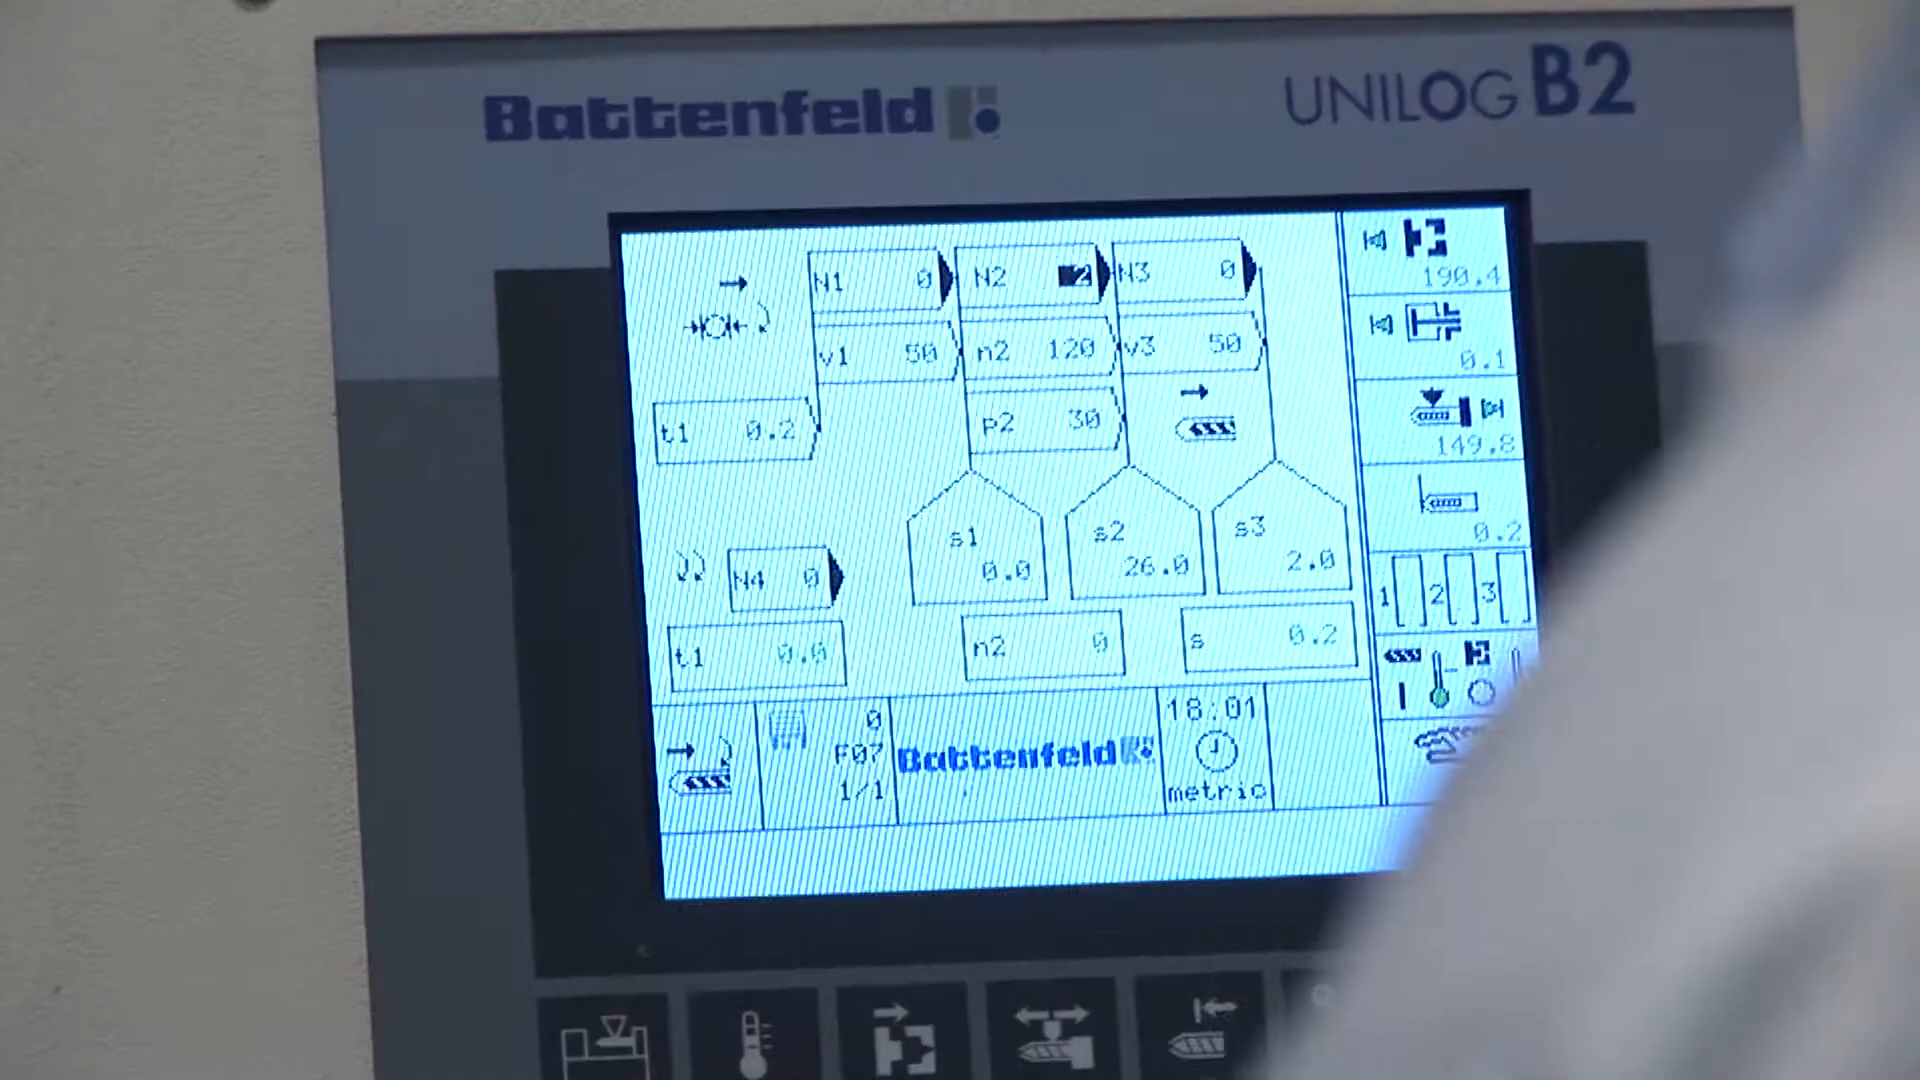 Battenfeld
UNILOG B2
N1 0
N2 2
N3 0
v1 50
n2 120
v3 50
t1 0.2
p2 30
s1 0.0
s2 26.0
s3 2.0
N4 0
t1 0.0
n2 0
s 0.2
0
F07
1/1
Battenfeld
18:01
metric
190.4
0.1
149.8
0.2
1 2 3